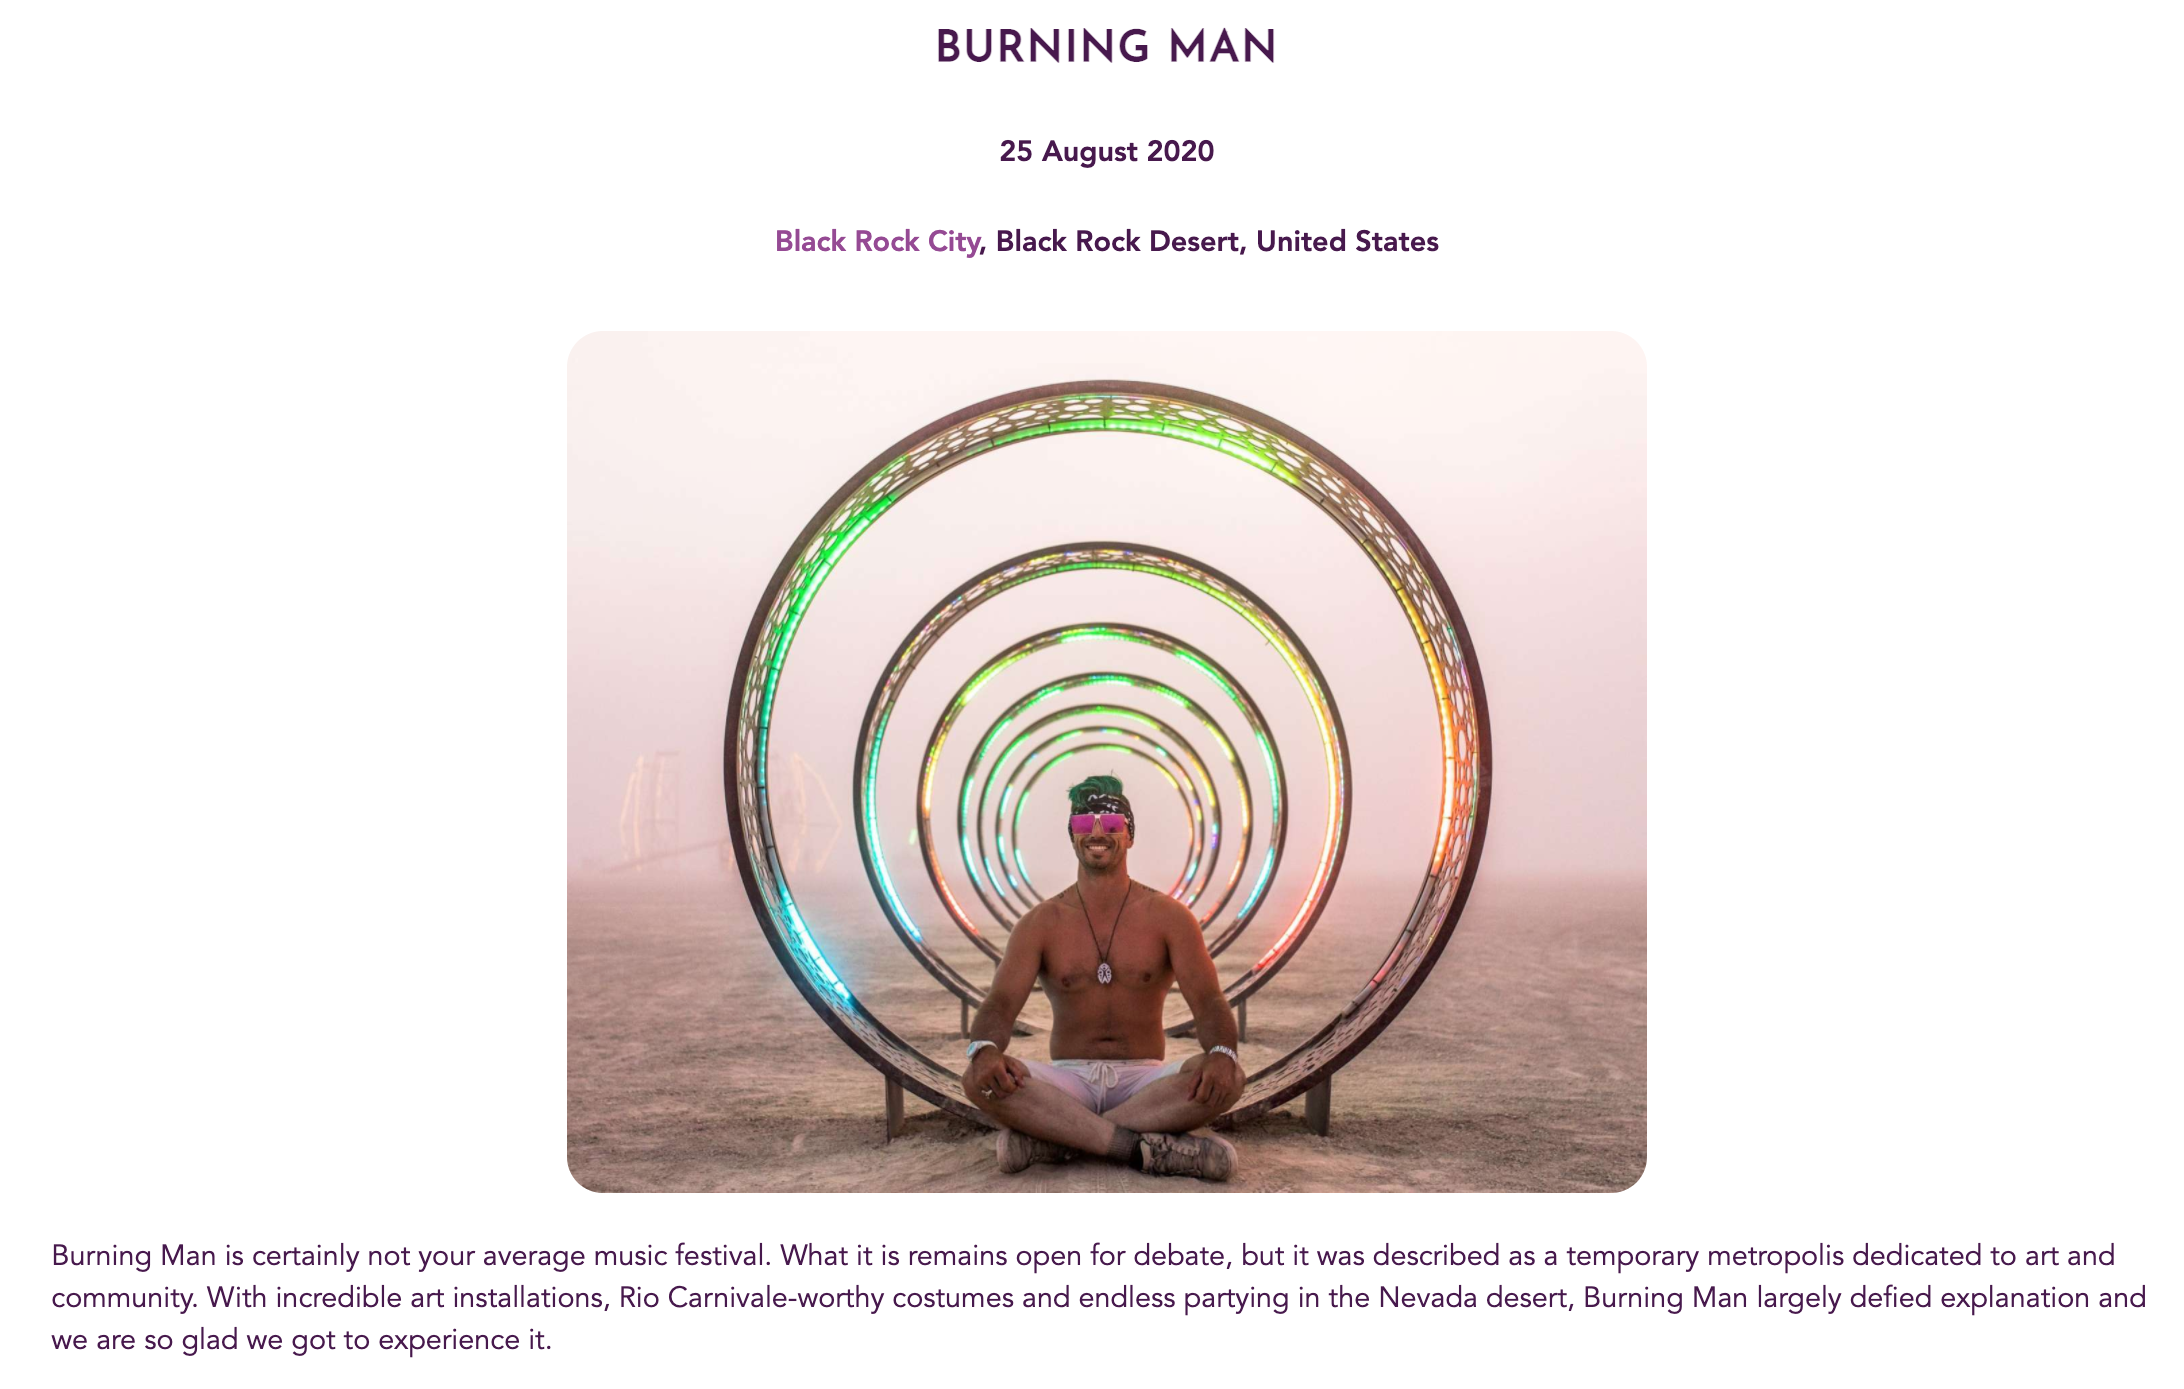 BURNING MAN
25 August 2020
Black Rock City, Black Rock Desert, United States
Burning Man is certainly not your average music festival. What it is remains open for debate, but it was described as a temporary metropolis dedicated to art and
community. With incredible art installations, Rio Carnivale-worthy costumes and endless partying in the Nevada desert, Burning Man largely defied explanation and
we are so glad we got to experience it.